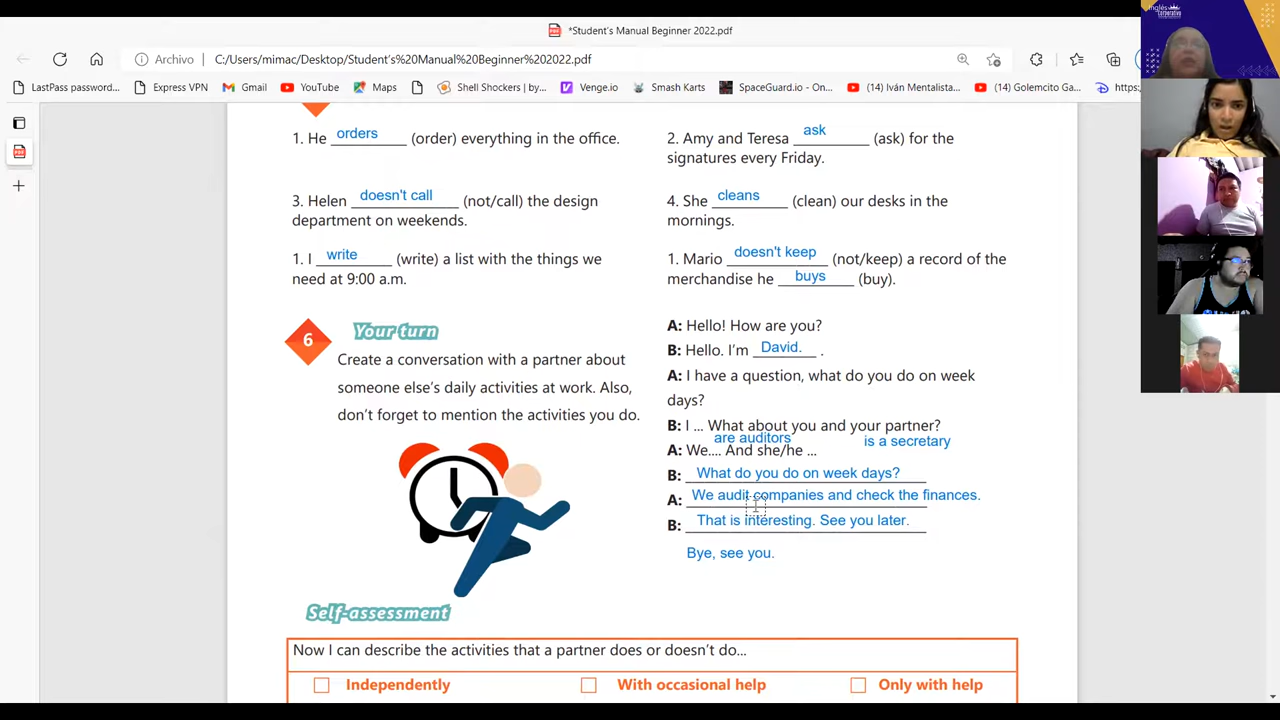 *Student's Manual Beginner 2022.pdf
Archivo
C:/Users/mimac/Desktop/Student's%20Manual%20Beginner%202022.pdf
LastPass password...
Express VPN
Gmail
YouTube
Maps
Shell Shockers | by...
Venge.io
Smash Karts
SpaceGuard.io - On...
(14) Iván Mentalista...
(14) Golemcito Ga...
https:
Inglés
Corporativo
1. He orders (order) everything in the office.
2. Amy and Teresa ask (ask) for the
signatures every Friday.
3. Helen doesn't call (not/call) the design
department on weekends.
4. She cleans (clean) our desks in the
mornings.
1. I write (write) a list with the things we
need at 9:00 a.m.
1. Mario doesn't keep (not/keep) a record of the
merchandise he buys (buy).
6
Your turn
Create a conversation with a partner about
someone else's daily activities at work. Also,
don't forget to mention the activities you do.
A: Hello! How are you?
B: Hello. I'm David. .
A: I have a question, what do you do on week
days?
B: I ... What about you and your partner?
are auditors is a secretary
A: We.... And she/he ...
B: What do you do on week days?
A: We audit companies and check the finances.
B: That is interesting. See you later.
Bye, see you.
Self-assessment
Now I can describe the activities that a partner does or doesn't do...
Independently
With occasional help
Only with help